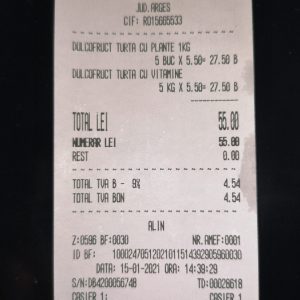 JUD.ARGES
CIF: RO15665533
DULCOFRUCT TURTA CU PLANTE 1KG
5 BUC X 5.50= 27.50 B
DULCOFRUCT TURTA CU VITAMINE
5 KG X 5.50= 27.50 B
TOTAL LEI 55.00
NUMERAR LEI 55.00
REST 0.00
TOTAL TVA B - 9% 4.54
TOTAL TVA BON 4.54
ALIN
Z:0596 BF:0030 NR.AMEF:0001
ID BF:
DATA: 15-01-2021 ORA: 14:39:29
S/N:DB4200056748 TD:00026618
CASIER 1: CASIER 1